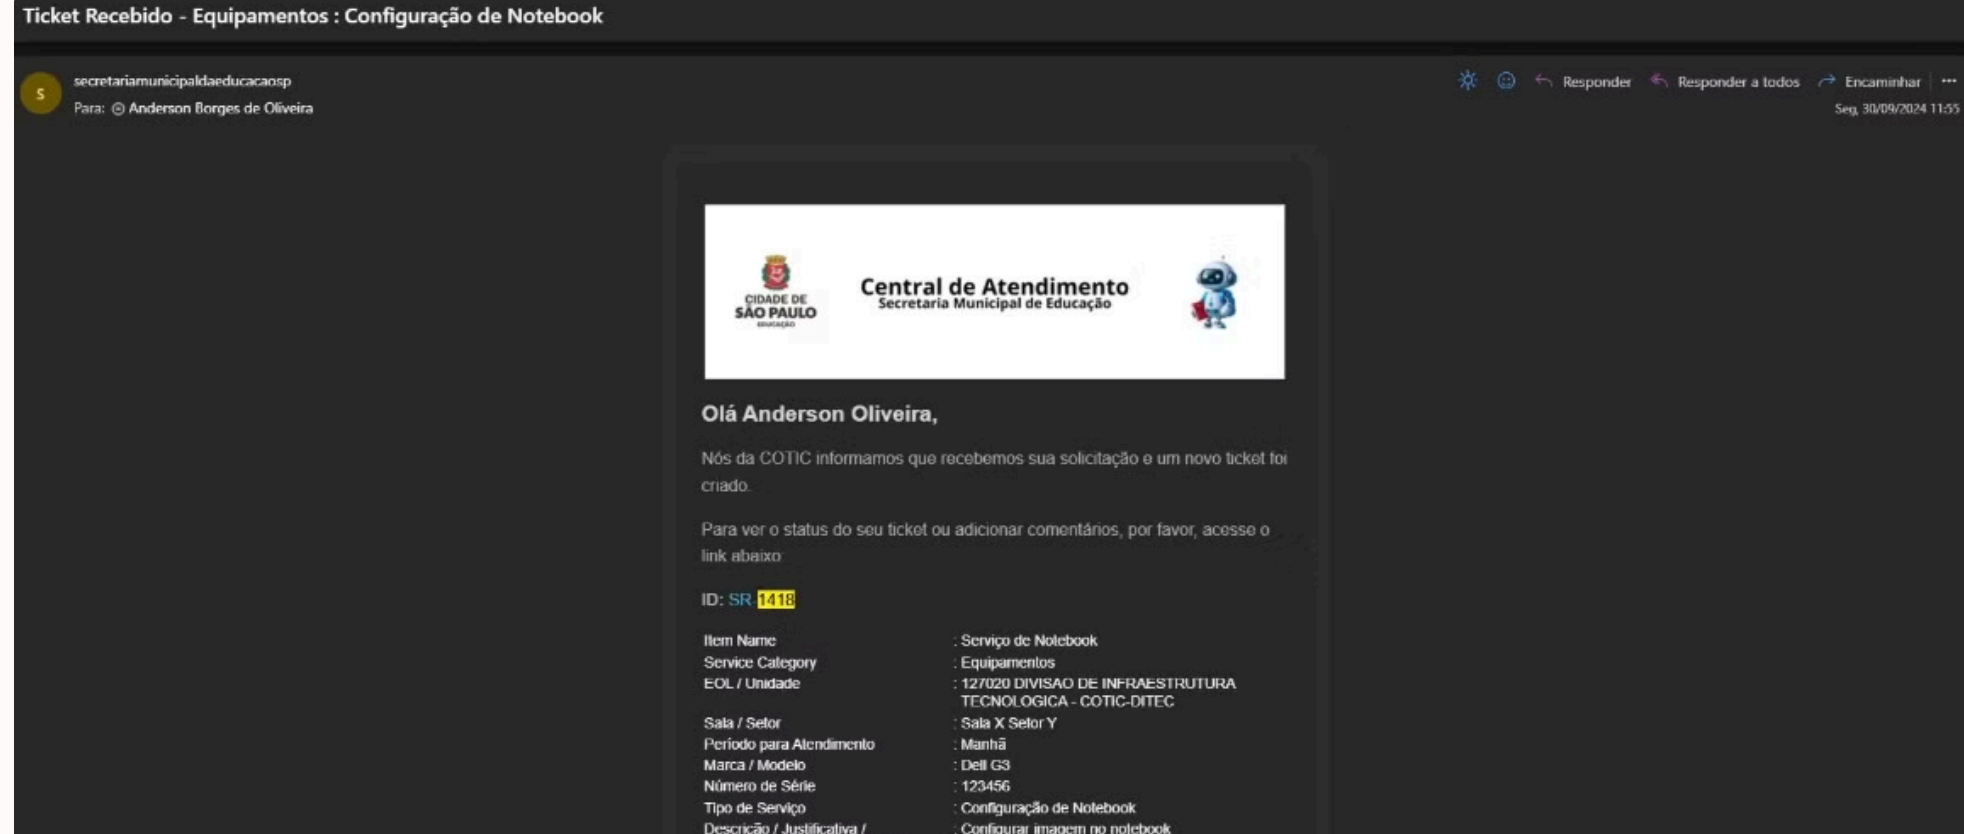 Ticket Recebido - Equipamentos : Configuração de Notebook
S
secretariamunicipaldaeducacaosp
Para: Anderson Borges de Oliveira
Responder
Responder a todos
Encaminhar
Seg, 30/09/2024 11:55
CIDADE DE
SÃO PAULO
EDUCAÇÃO
Central de Atendimento
Secretaria Municipal de Educação
Olá Anderson Oliveira,
Nós da COTIC informamos que recebemos sua solicitação e um novo ticket foi
criado.
Para ver o status do seu ticket ou adicionar comentários, por favor, acesse o
link abaixo
ID: SR-1418
Item Name : Serviço de Notebook
Service Category : Equipamentos
EOL / Unidade : 127020 DIVISAO DE INFRAESTRUTURA
TECNOLOGICA - COTIC-DITEC
Sala / Setor : Sala X Setor Y
Período para Atendimento : Manhã
Marca / Modelo : Dell G3
Número de Série : 123456
Tipo de Serviço : Configuração de Notebook
Descrição / Justificativa / : Configurar imagem no notebook